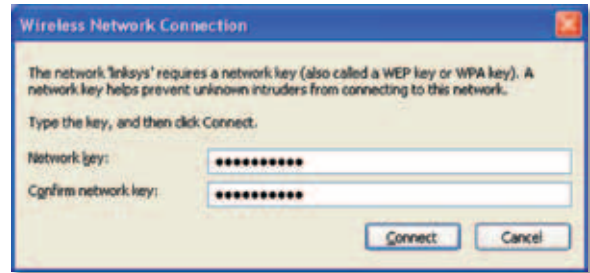 Wireless Network Connection
The network 'linksys' requires a network key (also called a WEP key or WPA key). A
network key helps prevent unknown intruders from connecting to this network.
Type the key, and then click Connect.
Network key: ••••••••••
Confirm network key: ••••••••••
Connect Cancel